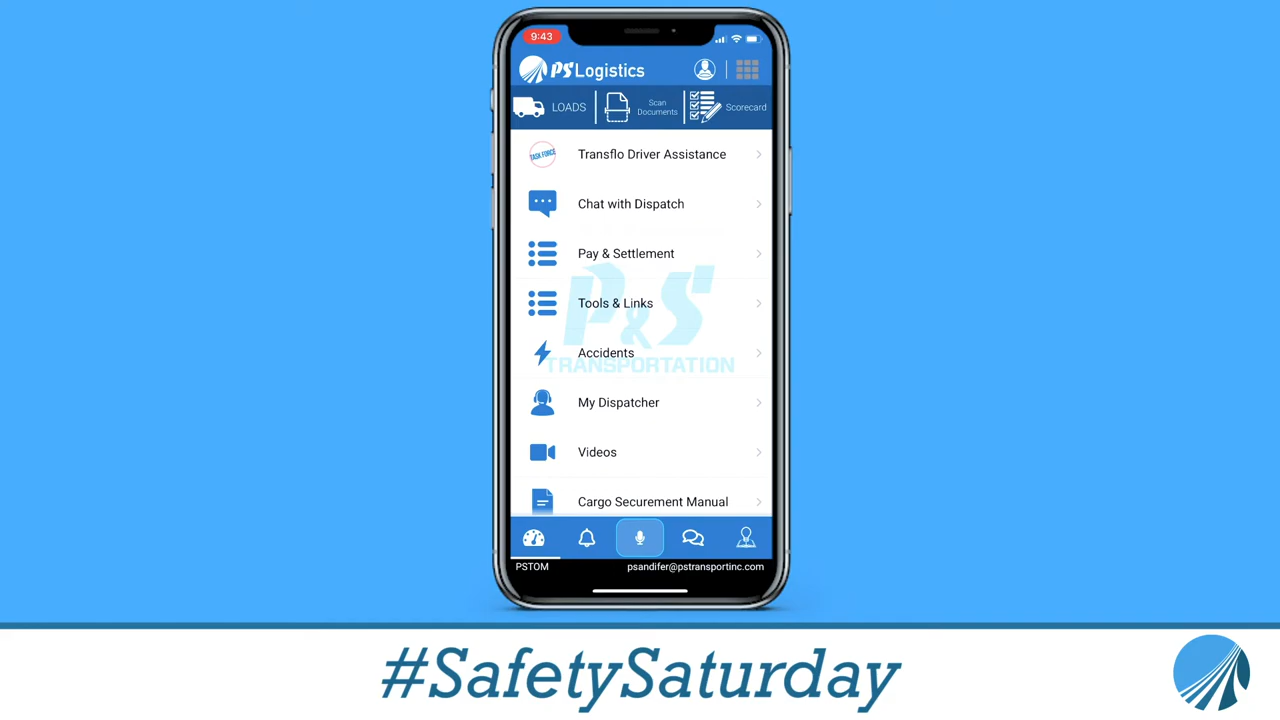 9:43
PS Logistics
LOADS
Scan
Documents
Scorecard
TASK FORCE
Transflo Driver Assistance
Chat with Dispatch
Pay & Settlement
P&S
TRANSPORTATION
Tools & Links
Accidents
My Dispatcher
Videos
Cargo Securement Manual
PSTOM
psandifer@pstransportinc.com
#SafetySaturday